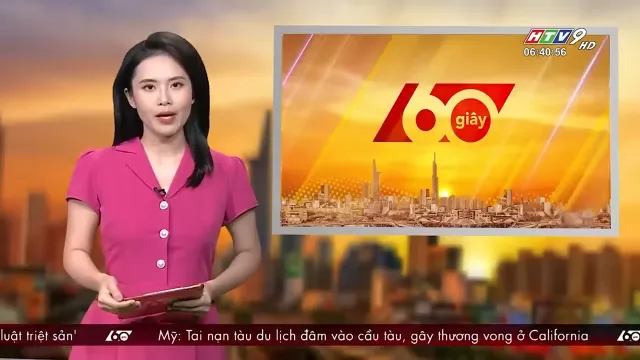 HTV9 HD
06:40:56
60 giây
luật triệt sản' 60 Mỹ: Tai nạn tàu du lịch đâm vào cầu tàu, gây thương vong ở California